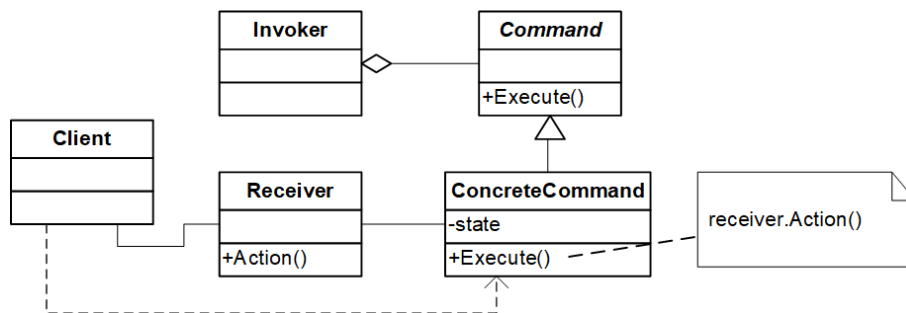 Invoker
Command
+Execute()
Client
Receiver
+Action()
ConcreteCommand
-state
+Execute()
receiver.Action()